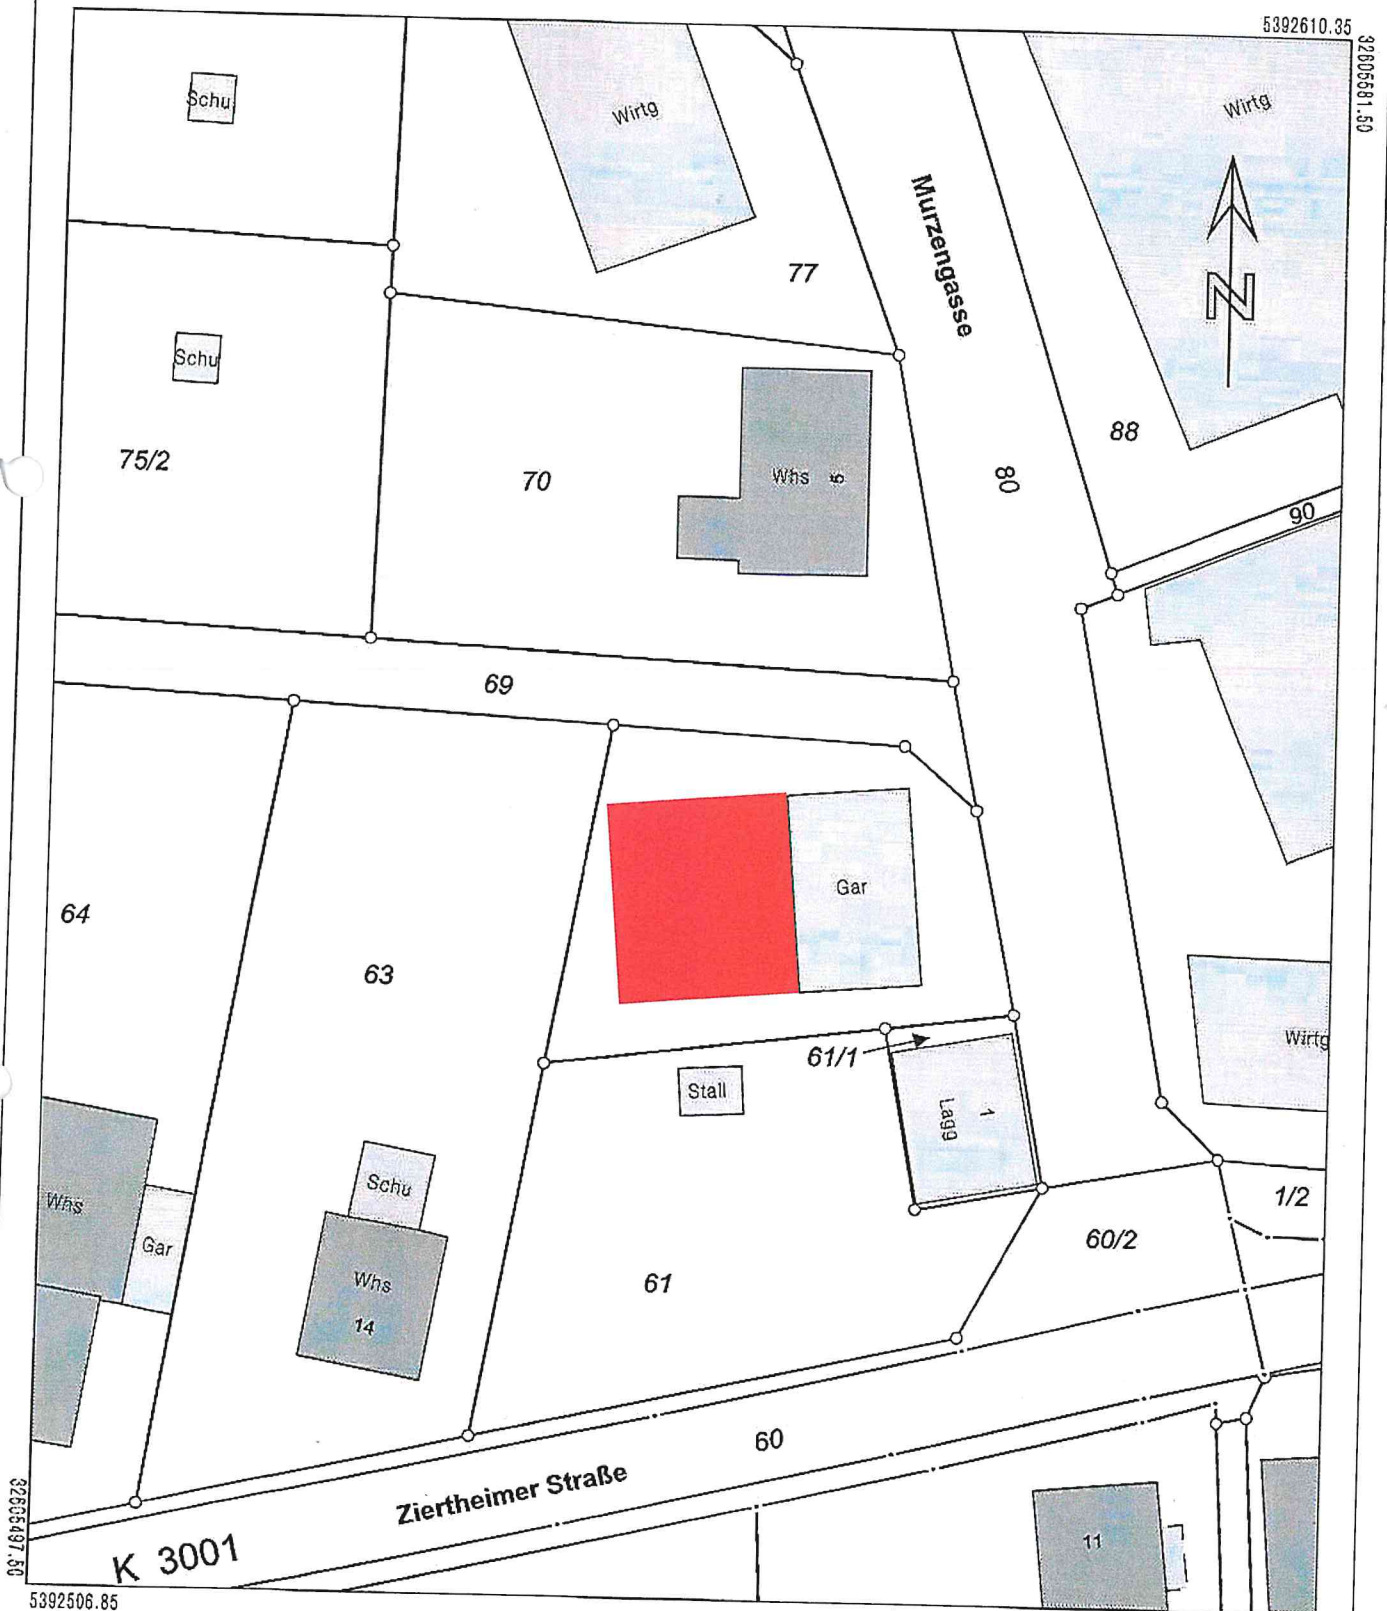 5392610.35
32605581.50
Schu
Wirtg
Wirtg
Murzengasse
77
N
Schu
75/2
70
Whs 5
80
88
90
69
64
63
Gar
61/1
Wirtg
Stall
Lagg
1
Whs
Gar
Schu
Whs
14
61
60/2
1/2
60
Ziertheimer Straße
K 3001
11
32605497.50
5392506.85